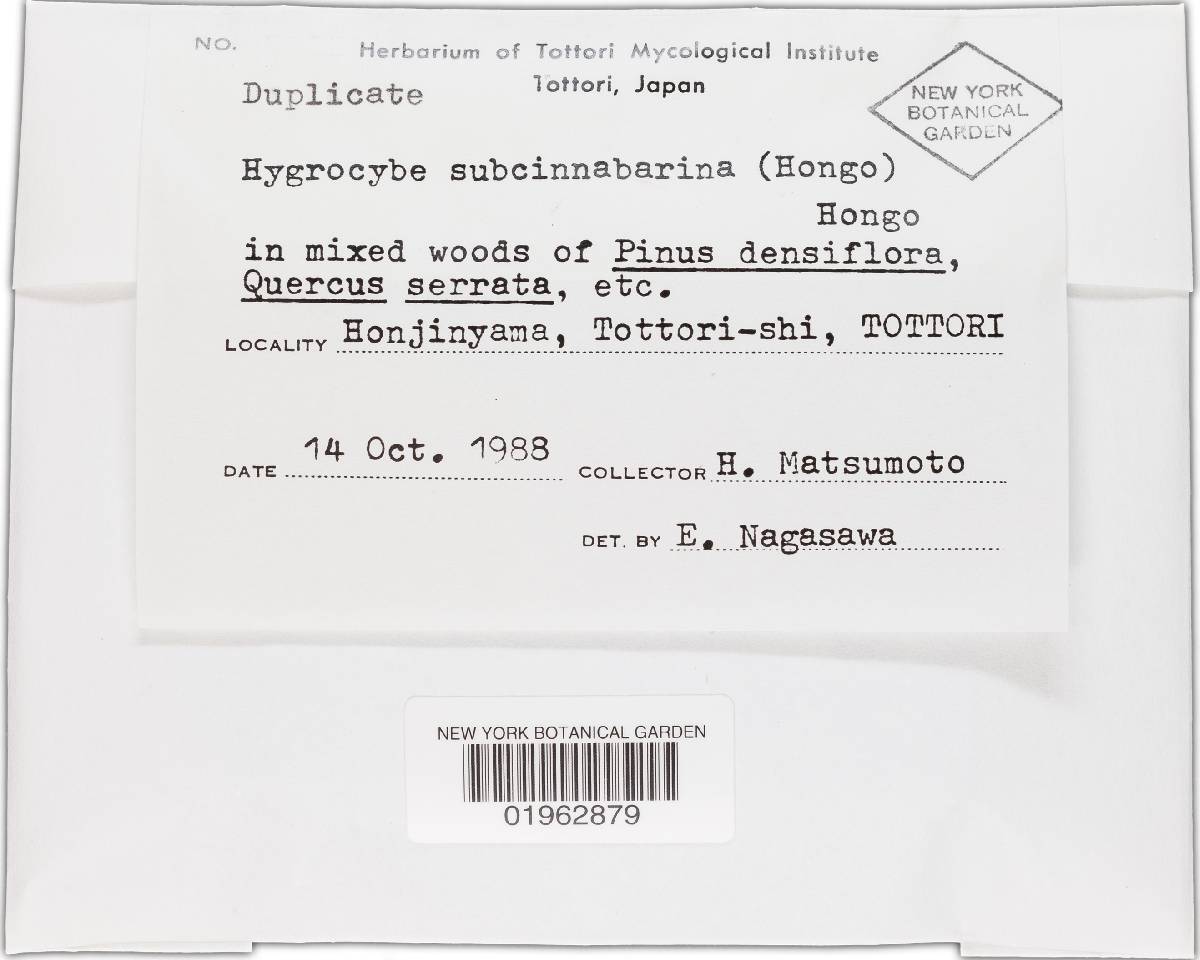 NO.
Herbarium of Tottori Mycological Institute
Tottori, Japan
Duplicate
NEW YORK
BOTANICAL
GARDEN
Hygrocybe subcinnabarina (Hongo)
Hongo
in mixed woods of Pinus densiflora,
Quercus serrata, etc.
LOCALITY Honjinyama, Tottori-shi, TOTTORI
DATE 14 Oct. 1988 COLLECTOR H. Matsumoto
DET. BY E. Nagasawa
NEW YORK BOTANICAL GARDEN
01962879